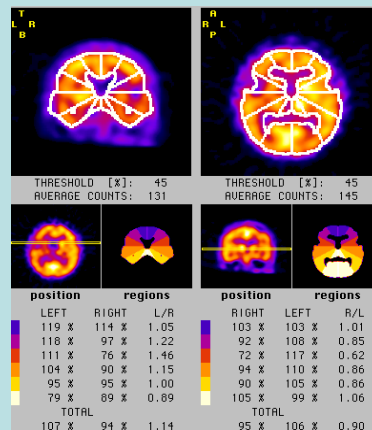 T
L R
B
A
R L
P
THRESHOLD [%]: 45
AVERAGE COUNTS: 131
THRESHOLD [%]: 45
AVERAGE COUNTS: 145
position regions
LEFT RIGHT L/R
119 % 114 % 1.05
118 % 97 % 1.22
111 % 76 % 1.46
104 % 90 % 1.15
95 % 95 % 1.00
79 % 89 % 0.89
TOTAL
107 % 94 % 1.14
position regions
RIGHT LEFT R/L
103 % 103 % 1.01
92 % 108 % 0.85
72 % 117 % 0.62
94 % 110 % 0.86
90 % 105 % 0.86
105 % 99 % 1.06
TOTAL
95 % 106 % 0.90